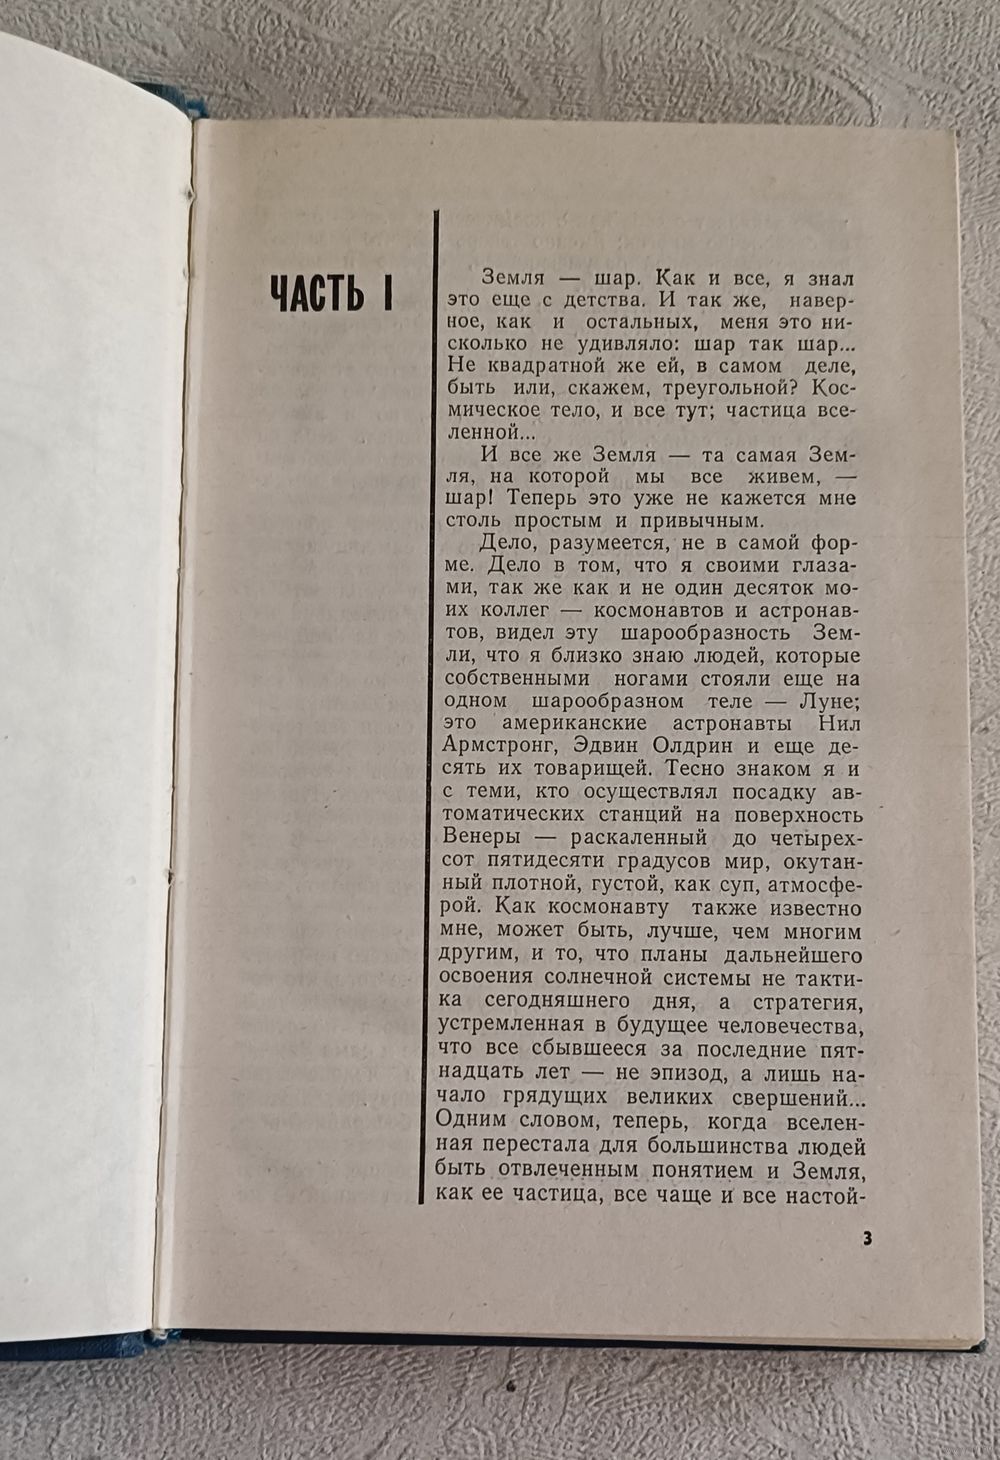 ЧАСТЬ I
Земля — шар. Как и все, я знал
это еще с детства. И так же, навер-
ное, как и остальных, меня это ни-
сколько не удивляло: шар так шар...
Не квадратной же ей, в самом деле,
быть или, скажем, треугольной? Кос-
мическое тело, и все тут; частица все-
ленной...
И все же Земля — та самая Зем-
ля, на которой мы все живем, —
шар! Теперь это уже не кажется мне
столь простым и привычным.
Дело, разумеется, не в самой фор-
ме. Дело в том, что я своими глаза-
ми, так же как и не один десяток мо-
их коллег — космонавтов и астронав-
тов, видел эту шарообразность Зем-
ли, что я близко знаю людей, которые
собственными ногами стояли еще на
одном шарообразном теле — Луне;
это американские астронавты Нил
Армстронг, Эдвин Олдрин и еще де-
сять их товарищей. Тесно знаком я и
с теми, кто осуществлял посадку ав-
томатических станций на поверхность
Венеры — раскаленный до четырех-
сот пятидесяти градусов мир, окутан-
ный плотной, густой, как суп, атмосфе-
рой. Как космонавту также известно
мне, может быть, лучше, чем многим
другим, и то, что планы дальнейшего
освоения солнечной системы не такти-
ка сегодняшнего дня, а стратегия,
устремленная в будущее человечества,
что все сбывшееся за последние пят-
надцать лет — не эпизод, а лишь на-
чало грядущих великих свершений...
Одним словом, теперь, когда вселен-
ная перестала для большинства людей
быть отвлеченным понятием и Земля,
как ее частица, все чаще и все настой-
3